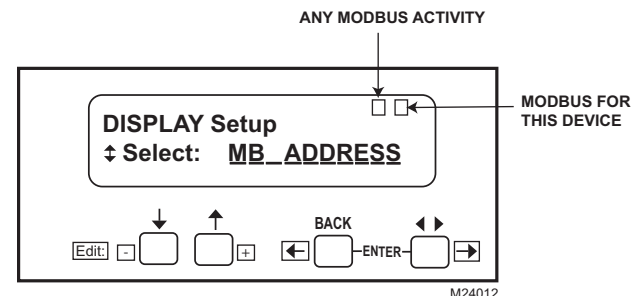 ANY MODBUS ACTIVITY
MODBUS FOR
THIS DEVICE
DISPLAY Setup
↕ Select: MB_ADDRESS
↓ ↑ BACK ◀ ▶
Edit: - + ← ENTER →
M24012